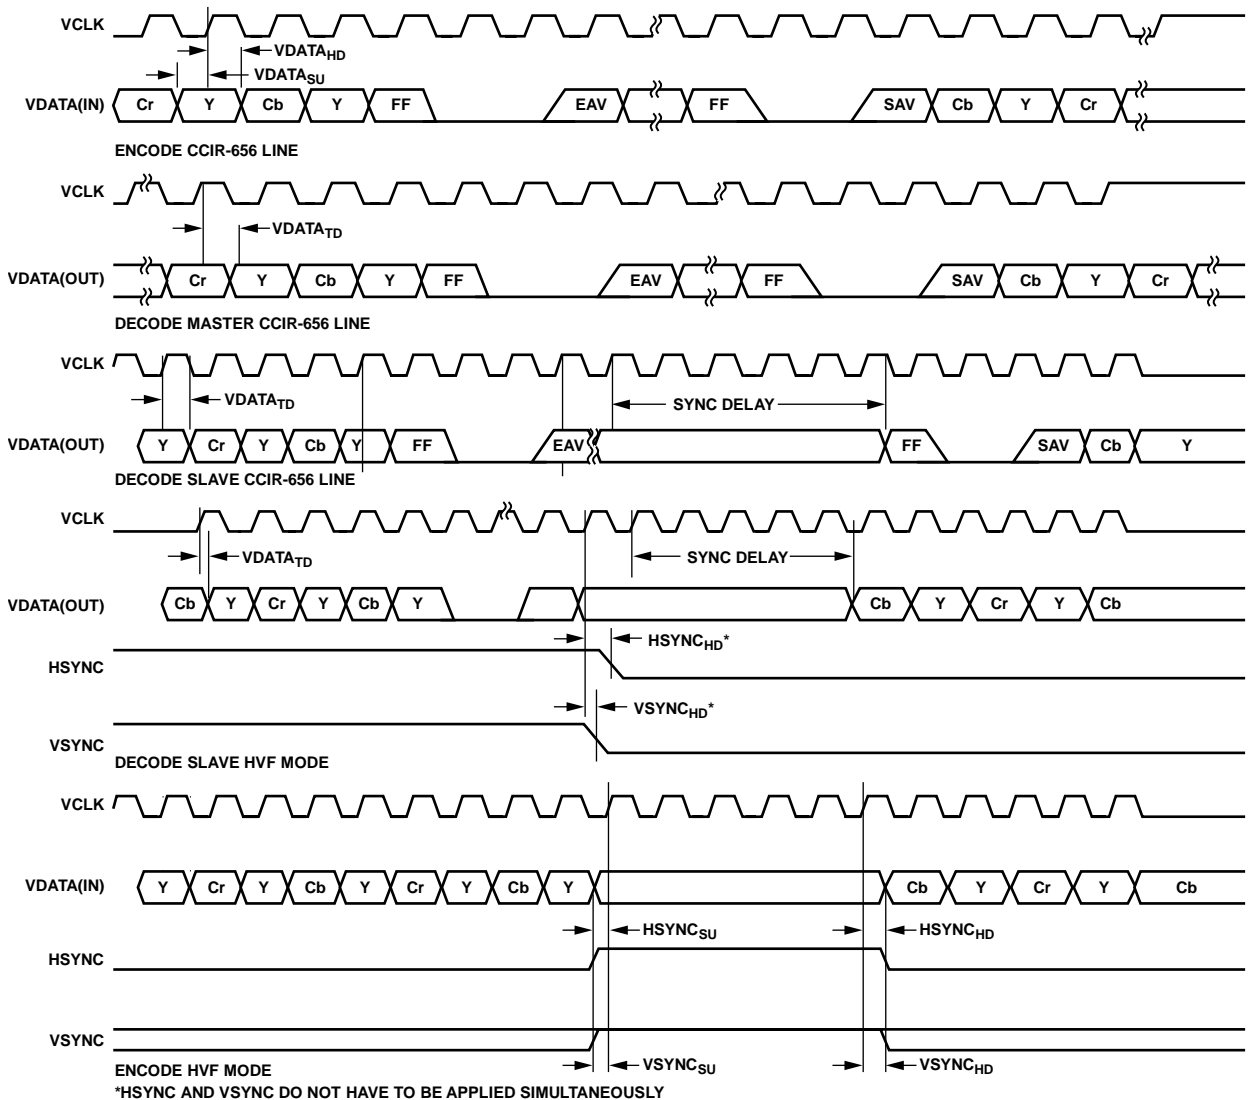 VCLK
VDATAHD
VDATASU
VDATA(IN) Cr Y Cb Y FF EAV FF SAV Cb Y Cr
ENCODE CCIR-656 LINE
VCLK
VDATATD
VDATA(OUT) Cr Y Cb Y FF EAV FF SAV Cb Y Cr
DECODE MASTER CCIR-656 LINE
VCLK
VDATATD SYNC DELAY
VDATA(OUT) Y Cr Y Cb Y FF EAV FF SAV Cb Y
DECODE SLAVE CCIR-656 LINE
VCLK
VDATATD SYNC DELAY
VDATA(OUT) Cb Y Cr Y Cb Y Cb Y Cr Y Cb
HSYNCHD*
HSYNC
VSYNCHD*
VSYNC
DECODE SLAVE HVF MODE
VCLK
VDATA(IN) Y Cr Y Cb Y Cr Y Cb Y Cb Y Cr Y Cb
HSYNCSU HSYNCHD
HSYNC
VSYNC
VSYNCSU VSYNCHD
ENCODE HVF MODE
*HSYNC AND VSYNC DO NOT HAVE TO BE APPLIED SIMULTANEOUSLY